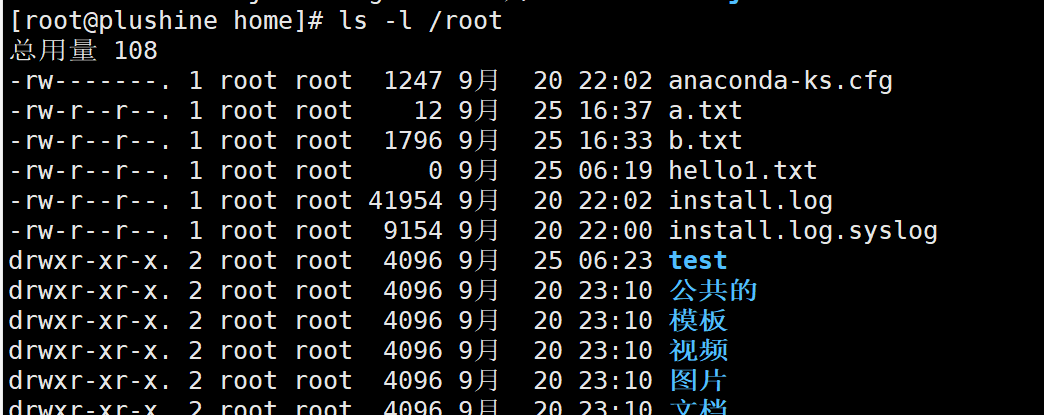 [root@plushine home]# ls -l /root
总用量 108
-rw-------. 1 root root  1247 9月  20 22:02 anaconda-ks.cfg
-rw-r--r--. 1 root root    12 9月  25 16:37 a.txt
-rw-r--r--. 1 root root  1796 9月  25 16:33 b.txt
-rw-r--r--. 1 root root     0 9月  25 06:19 hello1.txt
-rw-r--r--. 1 root root 41954 9月  20 22:02 install.log
-rw-r--r--. 1 root root  9154 9月  20 22:00 install.log.syslog
drwxr-xr-x. 2 root root  4096 9月  25 06:23 test
drwxr-xr-x. 2 root root  4096 9月  20 23:10 公共的
drwxr-xr-x. 2 root root  4096 9月  20 23:10 模板
drwxr-xr-x. 2 root root  4096 9月  20 23:10 视频
drwxr-xr-x. 2 root root  4096 9月  20 23:10 图片
drwxr-xr-x. 2 root root  4096 9月  20 23:10 文档